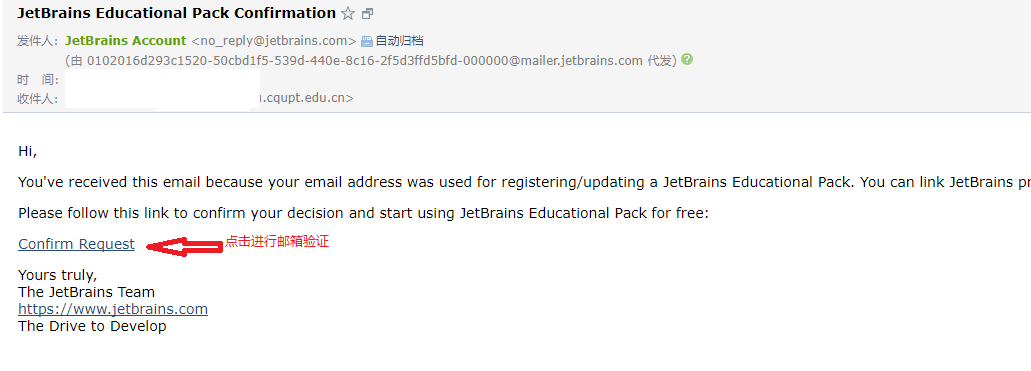 JetBrains Educational Pack Confirmation
发件人: JetBrains Account <no_reply@jetbrains.com> 自动归档
(由 0102016d293c1520-50cbd1f5-539d-440e-8c16-2f5d3ffd5bfd-000000@mailer.jetbrains.com 代发)
时 间:
收件人: .cqupt.edu.cn>
Hi,
You've received this email because your email address was used for registering/updating a JetBrains Educational Pack. You can link JetBrains
Please follow this link to confirm your decision and start using JetBrains Educational Pack for free:
Confirm Request 点击进行邮箱验证
Yours truly,
The JetBrains Team
https://www.jetbrains.com
The Drive to Develop